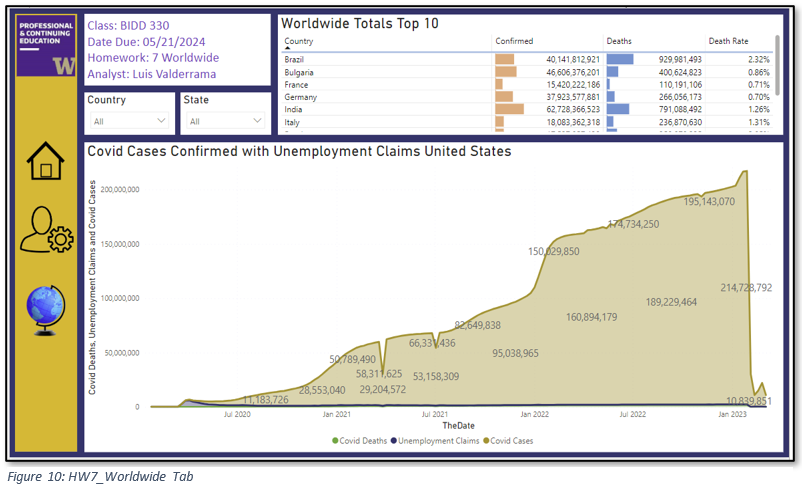 PROFESSIONAL
& CONTINUING
EDUCATION
W
Class: BIDD 330
Date Due: 05/21/2024
Homework: 7 Worldwide
Analyst: Luis Valderrama
Country
All
State
All
Worldwide Totals Top 10
Country Confirmed Deaths Death Rate
Brazil 40,141,812,921 929,981,493 2.32%
Bulgaria 46,606,376,201 400,624,823 0.86%
France 15,420,222,186 110,191,106 0.71%
Germany 37,923,577,881 266,056,173 0.70%
India 62,728,366,523 791,088,492 1.26%
Italy 18,083,362,318 236,870,630 1.31%
Covid Cases Confirmed with Unemployment Claims United States
Covid Deaths, Unemployment Claims and Covid Cases
200,000,000
150,000,000
100,000,000
50,000,000
0
11,183,726
28,553,040
50,789,490
58,311,625
29,204,572
66,331,436
53,158,309
82,649,838
95,038,965
150,029,850
160,894,179
174,734,250
189,229,464
195,143,070
214,728,792
10,839,851
Jul 2020 Jan 2021 Jul 2021 Jan 2022 Jul 2022 Jan 2023
TheDate
Covid Deaths Unemployment Claims Covid Cases
Figure 10: HW7_Worldwide Tab